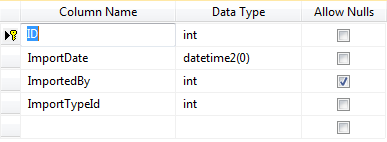 Column Name Data Type Allow Nulls
ID int
ImportDate datetime2(0)
ImportedBy int
ImportTypeId int